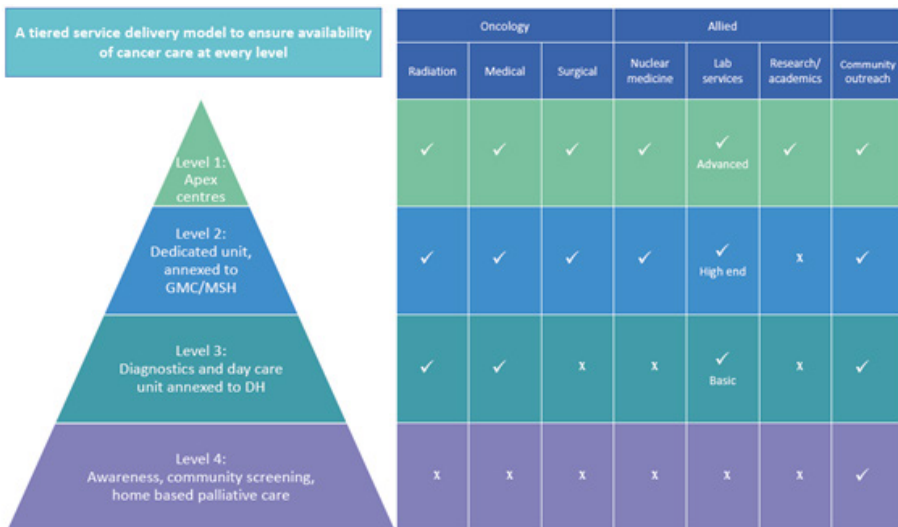 A tiered service delivery model to ensure availability
of cancer care at every level
Oncology
Allied
Radiation
Medical
Surgical
Nuclear
medicine
Lab
services
Research/
academics
Community
outreach
Level 1:
Apex
centres
✓ ✓ ✓ ✓ ✓ ✓ ✓
Advanced
Level 2:
Dedicated unit,
annexed to
GMC/MSH
✓ ✓ ✓ ✓ ✓ x ✓
High end
Level 3:
Diagnostics and day care
unit annexed to DH
✓ ✓ x x ✓ x ✓
Basic
Level 4:
Awareness, community screening,
home based palliative care
x x x x x x ✓